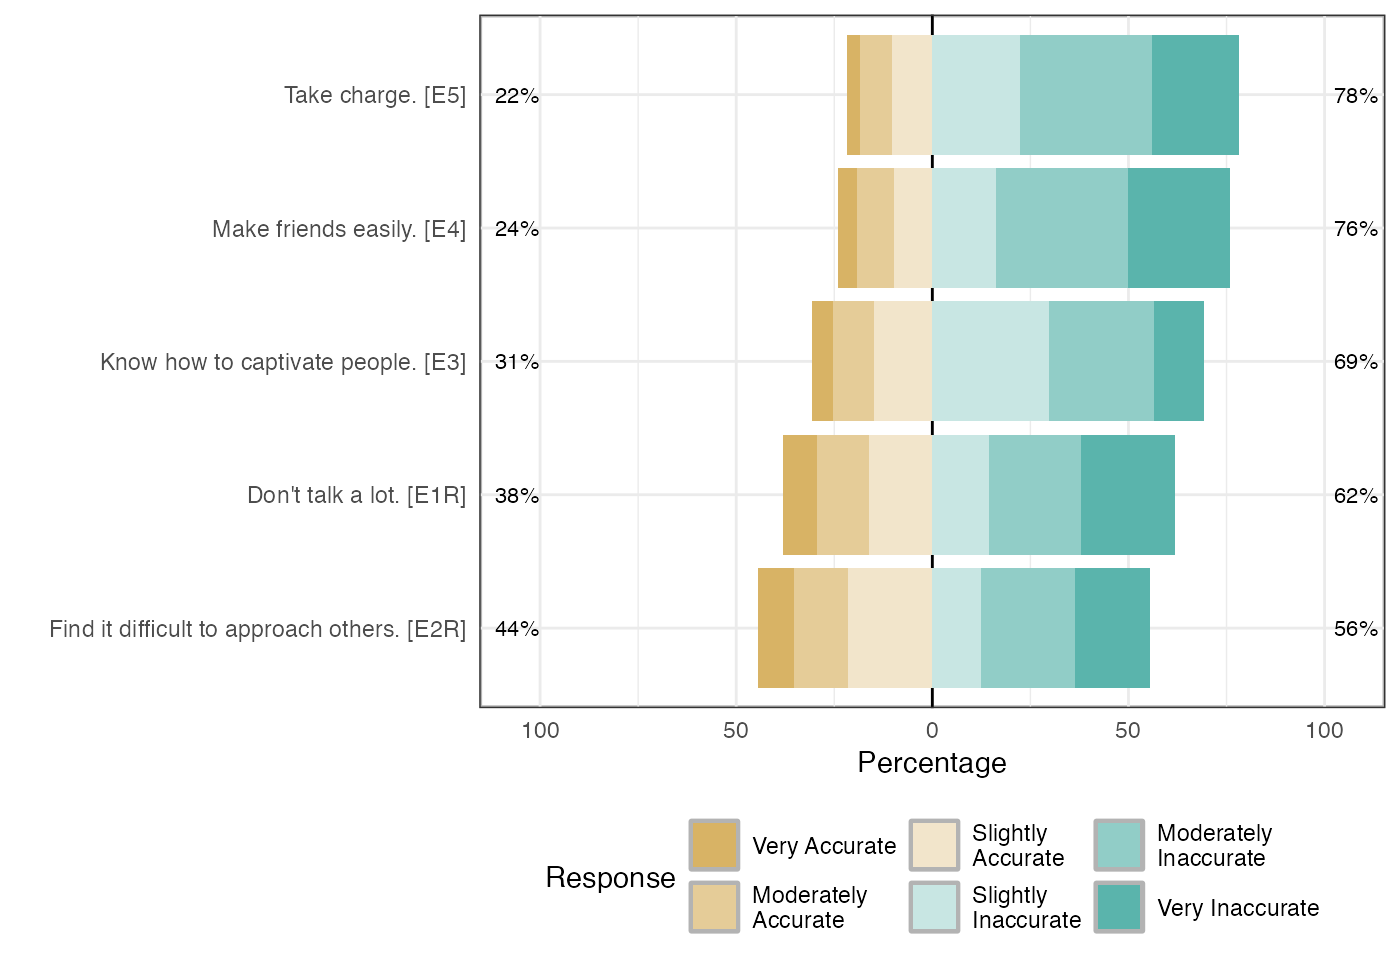 Take charge. [E5] 22% 78%
Make friends easily. [E4] 24% 76%
Know how to captivate people. [E3] 31% 69%
Don't talk a lot. [E1R] 38% 62%
Find it difficult to approach others. [E2R] 44% 56%
100 50 0 50 100
Percentage
Response
Very Accurate
Moderately
Accurate
Slightly
Accurate
Slightly
Inaccurate
Moderately
Inaccurate
Very Inaccurate